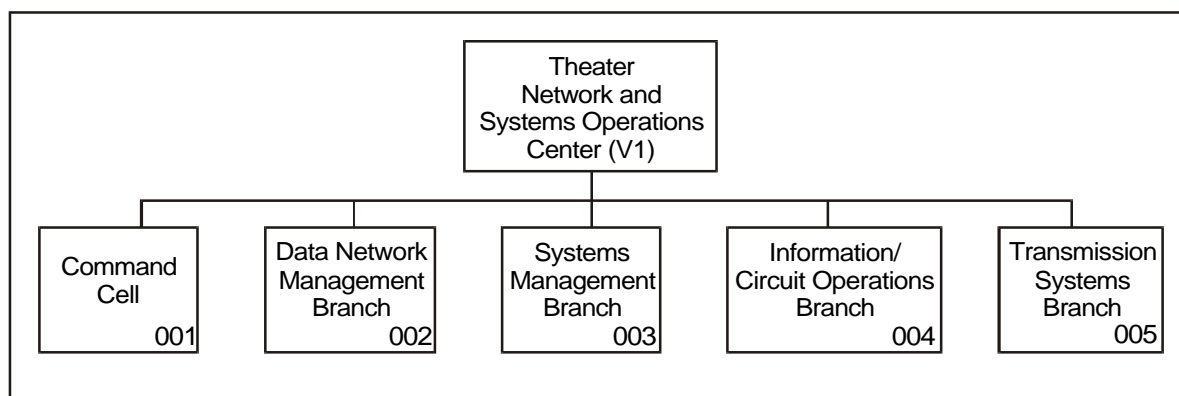 Theater
Network and
Systems Operations
Center (V1)
Command
Cell
001
Data Network
Management
Branch
002
Systems
Management
Branch
003
Information/
Circuit Operations
Branch
004
Transmission
Systems
Branch
005